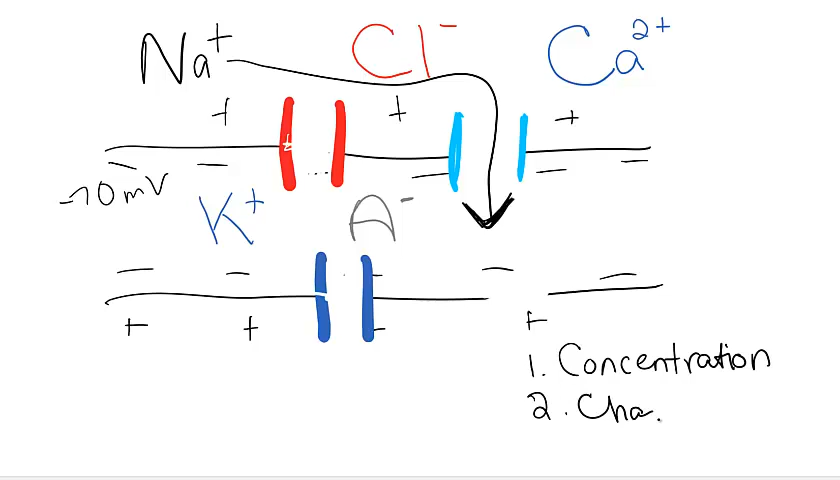 Na+ Cl- Ca2+
+ + +
- - - -
-70mV
K+ A-
- - - -
+ + +
1. Concentration
2. Cha.